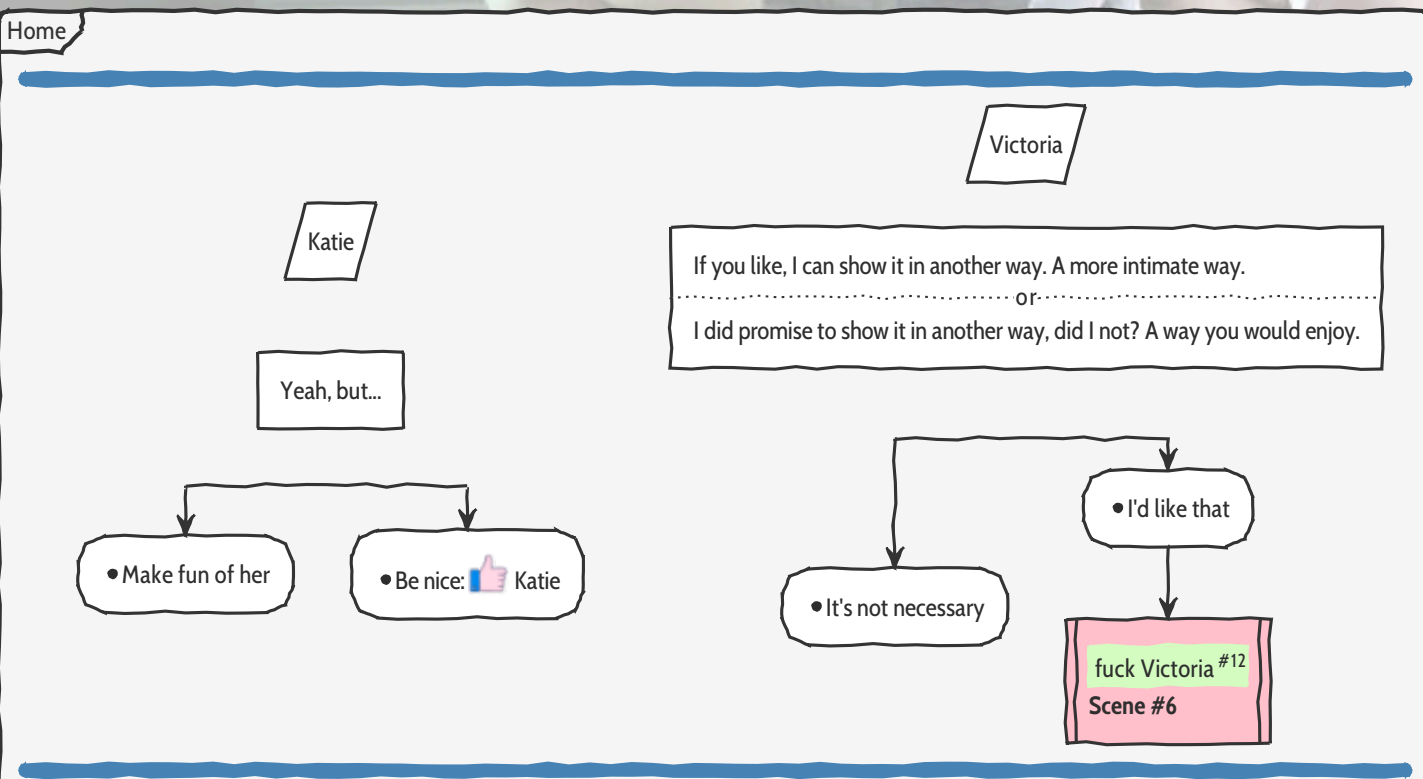 Home
Katie
Yeah, but...
•Make fun of her
•Be nice: Katie
Victoria
If you like, I can show it in another way. A more intimate way.
or
I did promise to show it in another way, did I not? A way you would enjoy.
•It's not necessary
•I'd like that
fuck Victoria #12
Scene #6